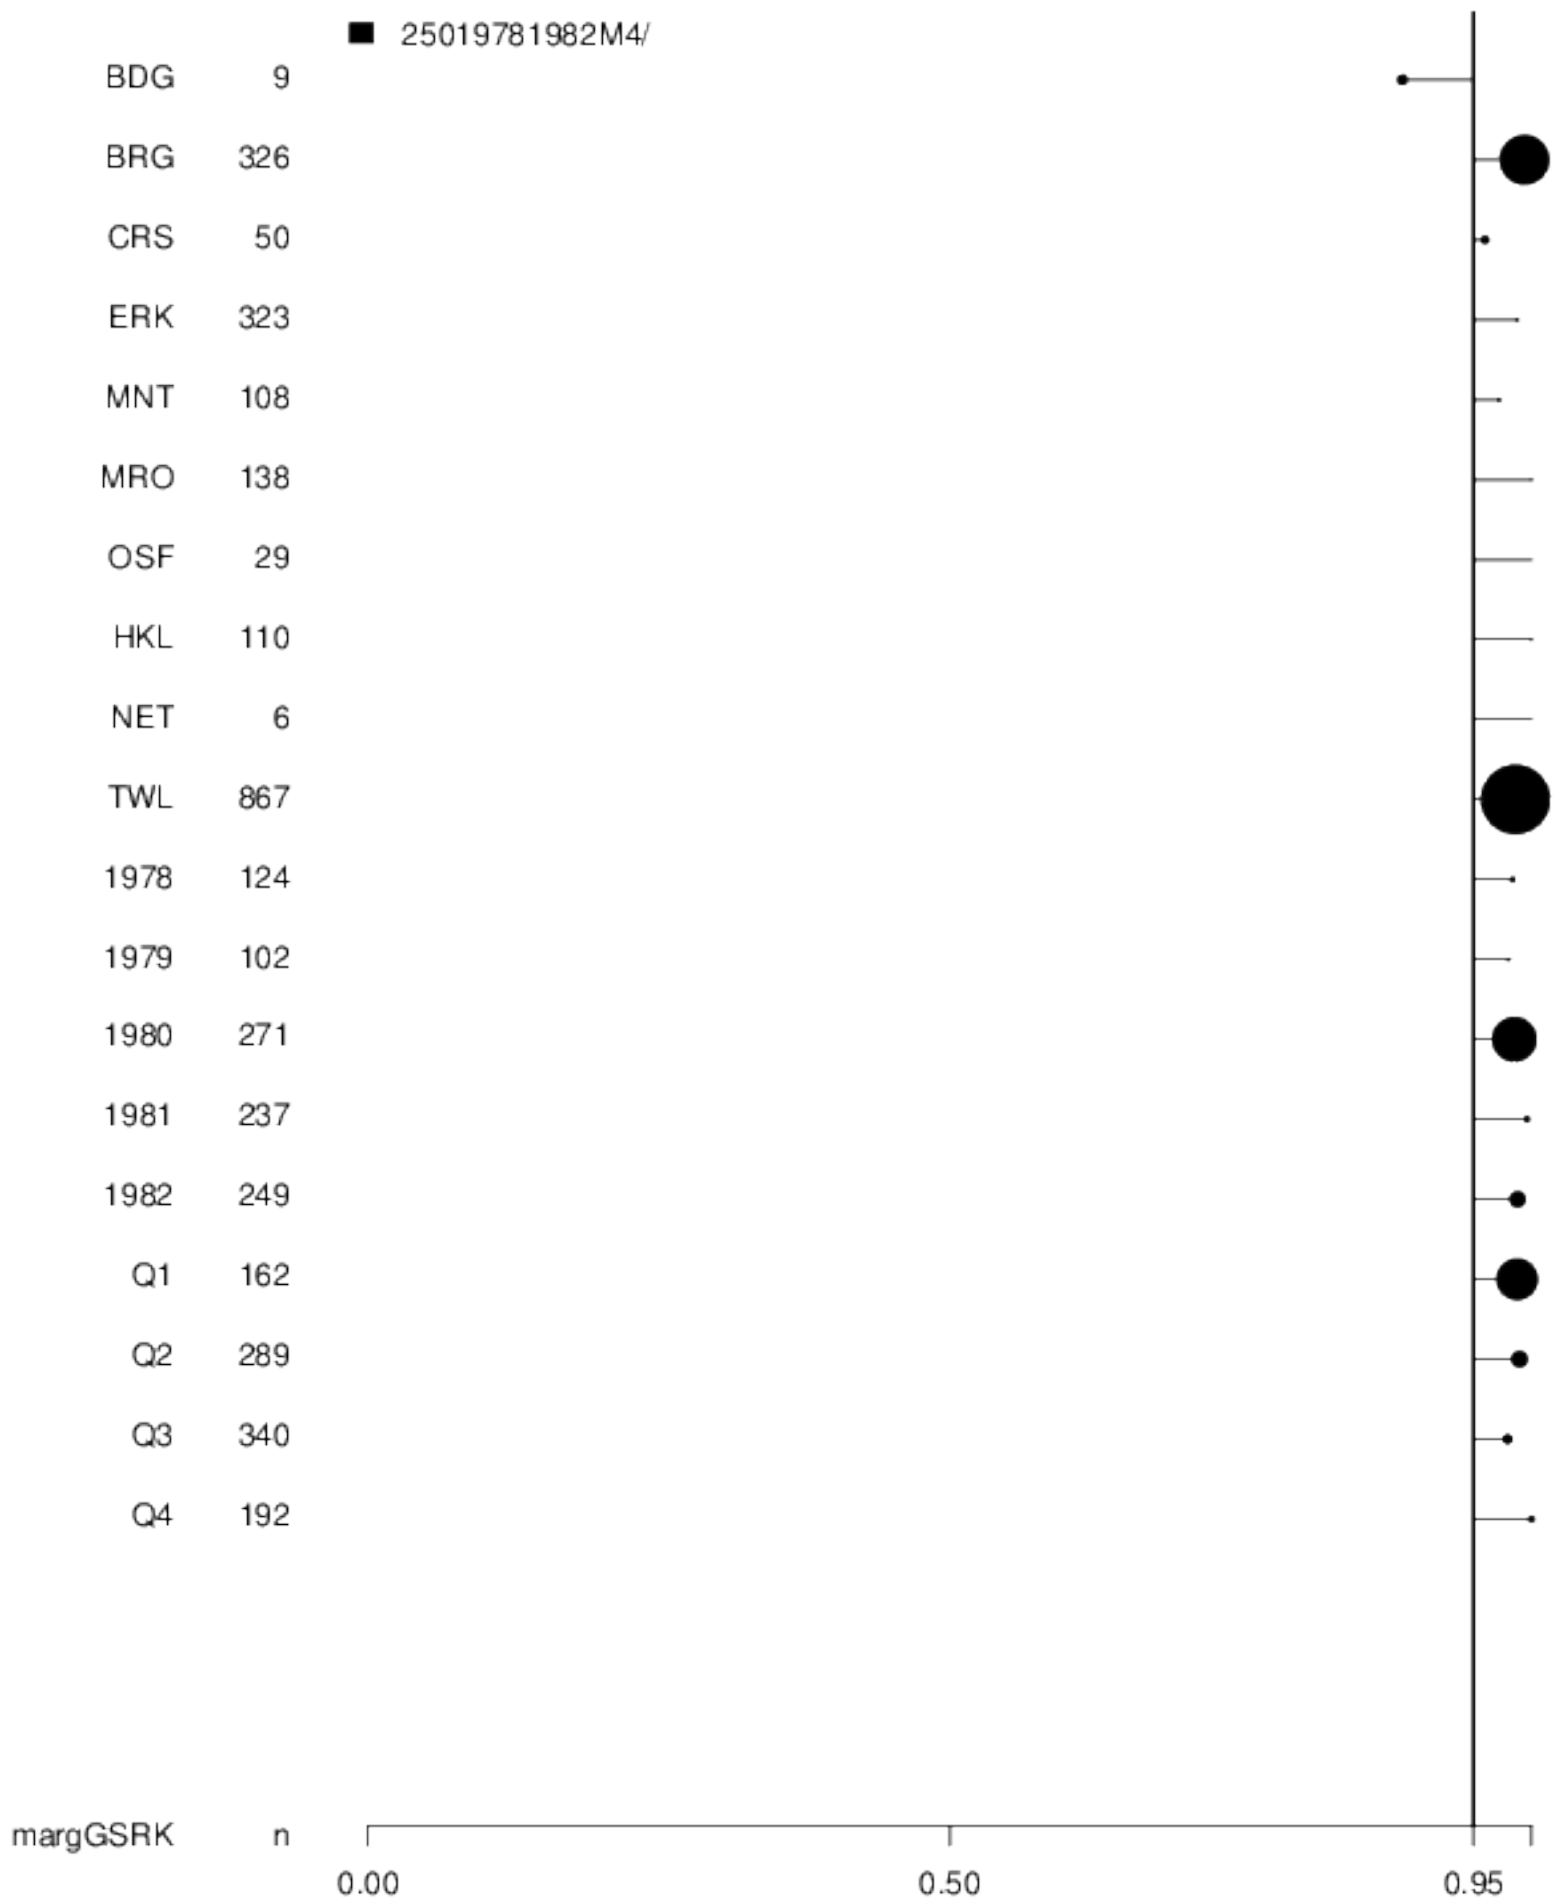 25019781982M4/
BDG 9
BRG 326
CRS 50
ERK 323
MNT 108
MRO 138
OSF 29
HKL 110
NET 6
TWL 867
1978 124
1979 102
1980 271
1981 237
1982 249
Q1 162
Q2 289
Q3 340
Q4 192
margGSRK n
0.00 0.50 0.95